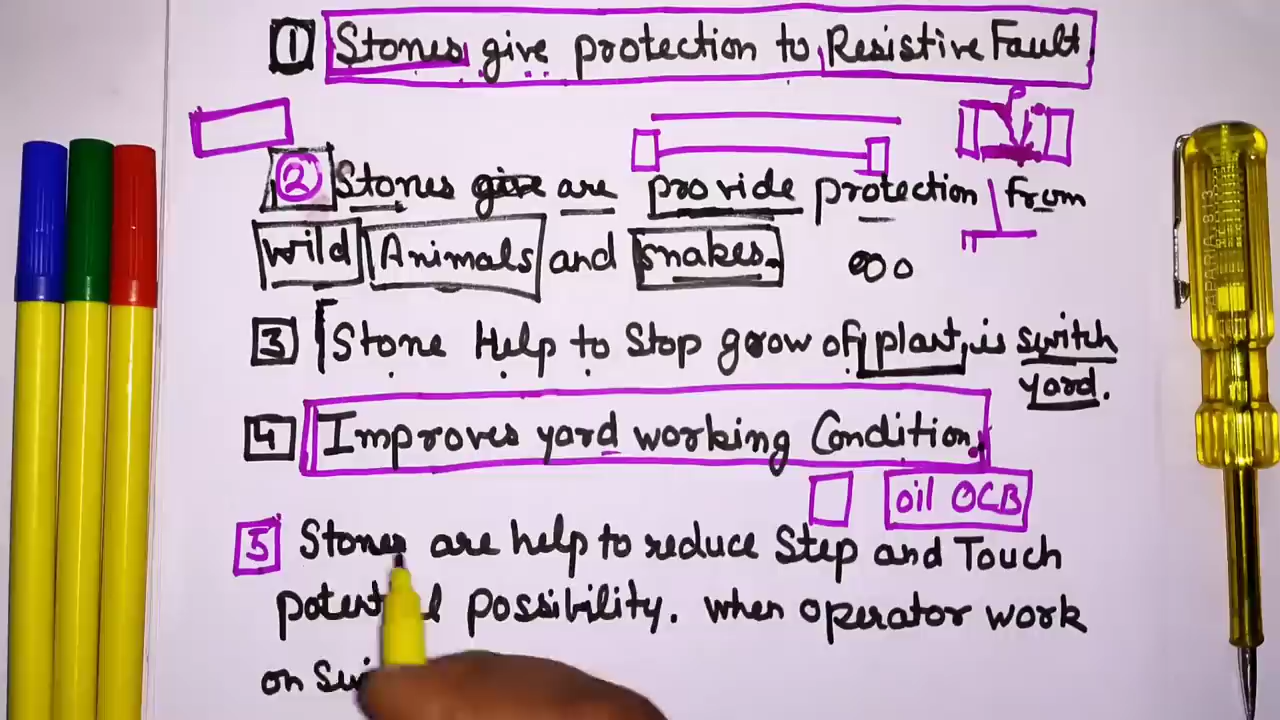 1 Stones give protection to Resistive Fault
2 Stones give are provide protection from
wild Animals and snakes.
3 Stone Help to Stop grow of plast is switch
yard.
4 Improves yard working Condition.
oil OCB
5 Stones are help to reduce Step and Touch
possibility. when operator work
on